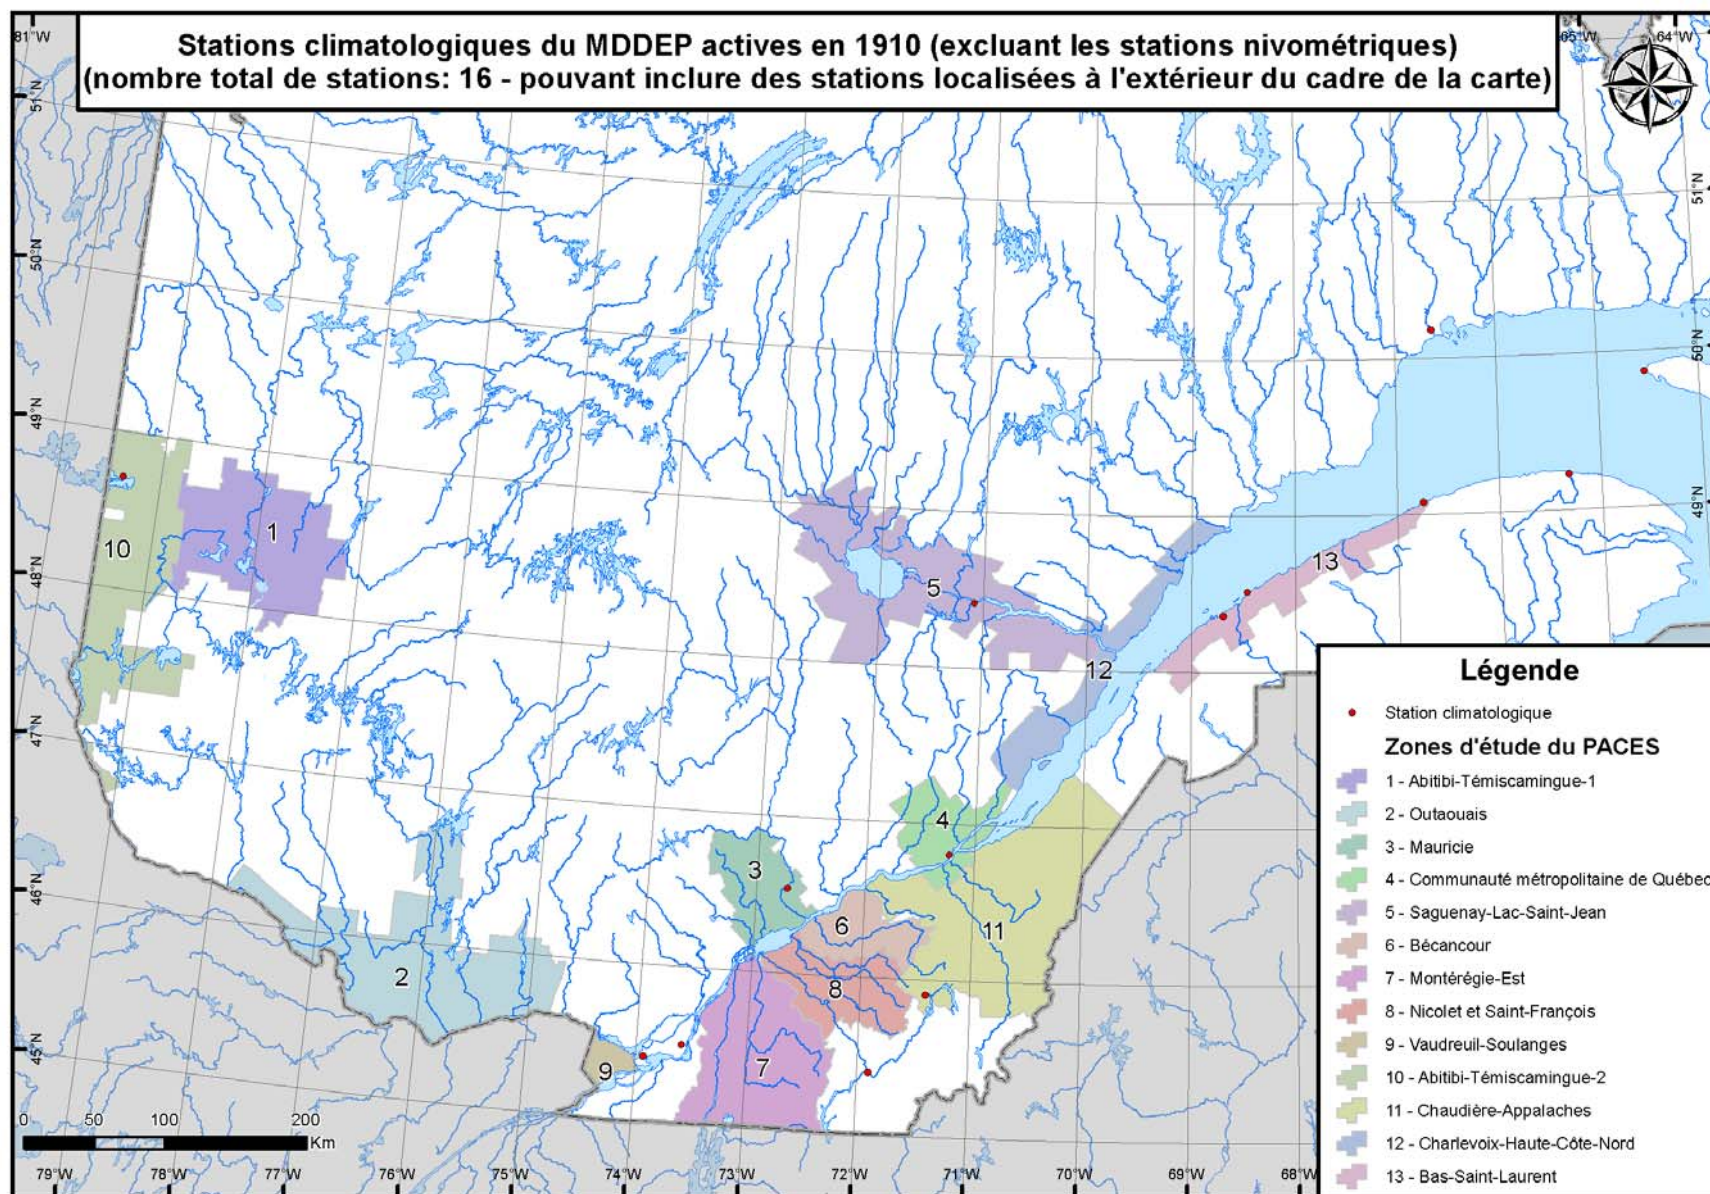 Stations climatologiques du MDDEP actives en 1910 (excluant les stations nivométriques)
(nombre total de stations: 16 - pouvant inclure des stations localisées à l'extérieur du cadre de la carte)
81°W
65°W
64°W
51°N
50°N
49°N
48°N
47°N
46°N
45°N
51°N
50°N
49°N
1
10
5
13
12
4
3
6
11
2
8
7
9
Légende
Station climatologique
Zones d'étude du PACES
1 - Abitibi-Témiscamingue-1
2 - Outaouais
3 - Mauricie
4 - Communauté métropolitaine de Québec
5 - Saguenay-Lac-Saint-Jean
6 - Bécancour
7 - Montérégie-Est
8 - Nicolet et Saint-François
9 - Vaudreuil-Soulanges
10 - Abitibi-Témiscamingue-2
11 - Chaudière-Appalaches
12 - Charlevoix-Haute-Côte-Nord
13 - Bas-Saint-Laurent
0 50 100 200
Km
79°W 78°W 77°W 76°W 75°W 74°W 73°W 72°W 71°W 70°W 69°W 68°W